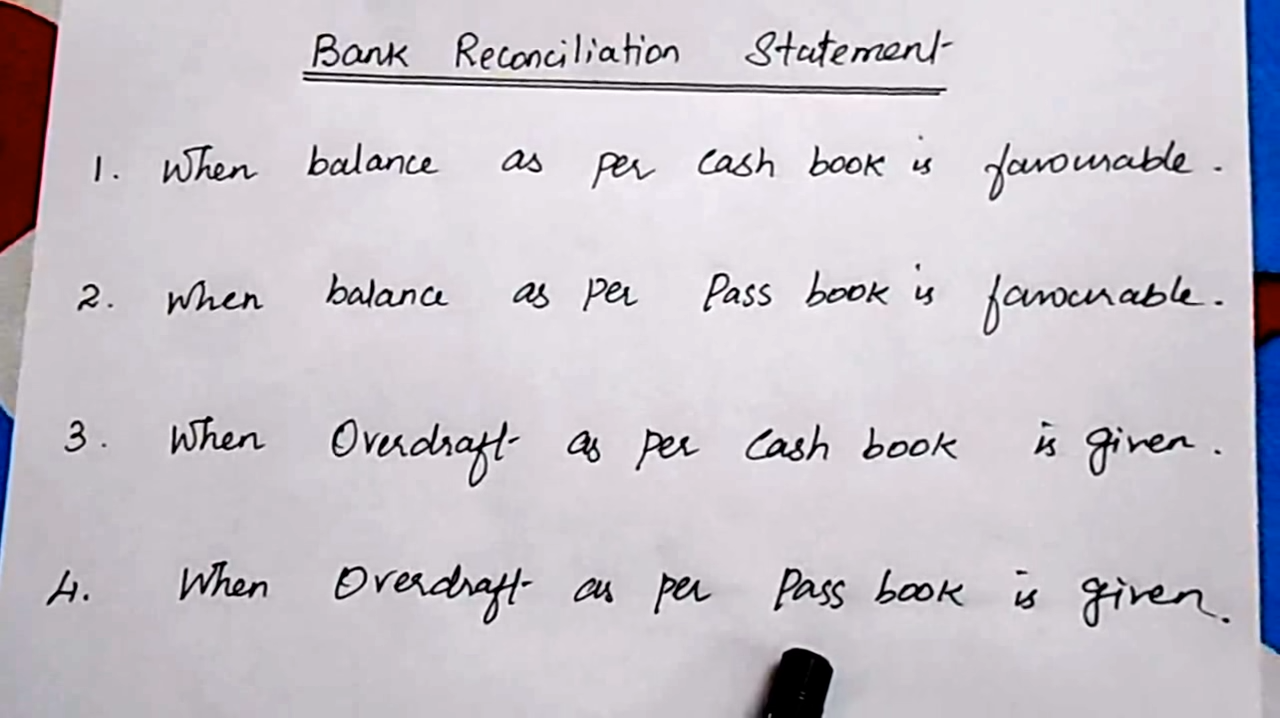 Bank Reconciliation Statement
1. When balance as per Cash book is favourable.
2. When balance as per Pass book is favourable.
3. When Overdraft as per Cash book is given.
4. When Overdraft as per Pass book is given.